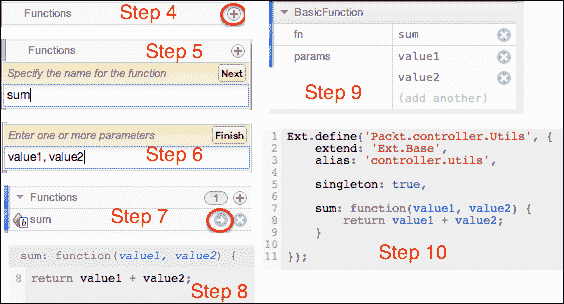 Functions
Step 4
Step 5
Functions
Specify the name for the function
Next
sum
Enter one or more parameters
Finish
value1, value2
Step 6
Functions
1
sum
Step 7
sum: function(value1, value2) {
8 return value1 + value2;
Step 8
BasicFunction
fn sum
params value1
value2
(add another)
Step 9
1 Ext.define('Packt.controller.Utils', {
2 extend: 'Ext.Base',
3 alias: 'controller.utils',
4
5 singleton: true,
6
7 sum: function(value1, value2) {
8 return value1 + value2;
9 }
10
11 });
Step 10